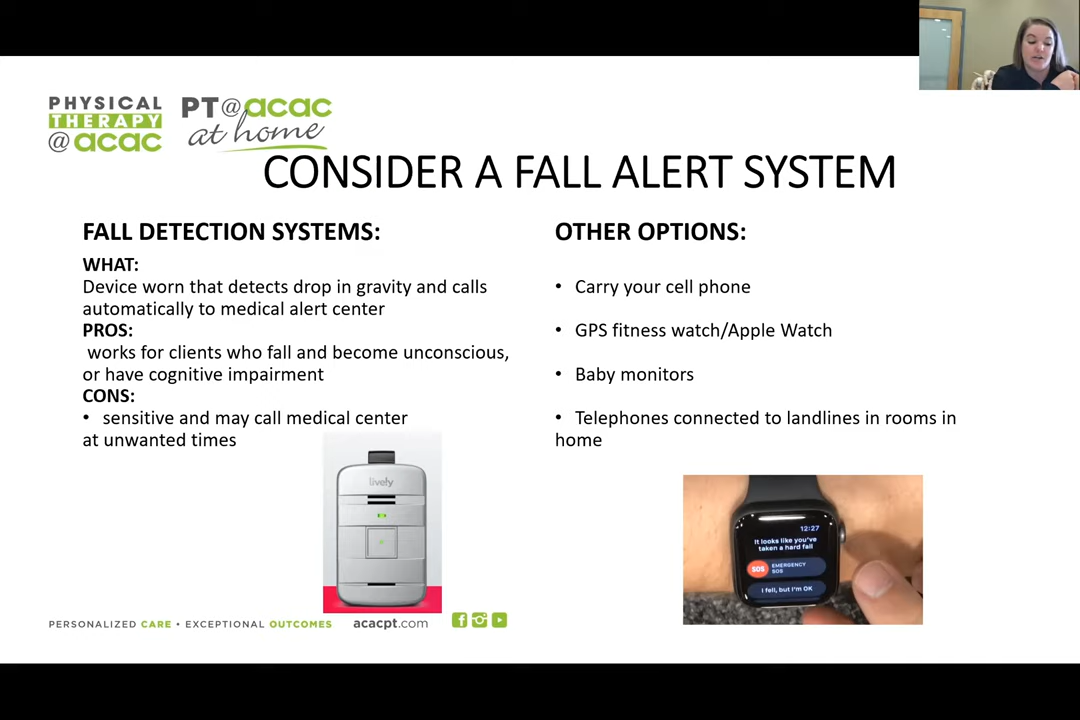 PHYSICAL
THERAPY
@acac
PT@acac
at home
CONSIDER A FALL ALERT SYSTEM
FALL DETECTION SYSTEMS:
WHAT:
Device worn that detects drop in gravity and calls
automatically to medical alert center
PROS:
works for clients who fall and become unconscious,
or have cognitive impairment
CONS:
• sensitive and may call medical center
at unwanted times
lively
OTHER OPTIONS:
• Carry your cell phone
• GPS fitness watch/Apple Watch
• Baby monitors
• Telephones connected to landlines in rooms in
home
12:27
It looks like you've
taken a hard fall
SOS EMERGENCY
SOS
I fell, but I'm OK
PERSONALIZED CARE • EXCEPTIONAL OUTCOMES acacpt.com